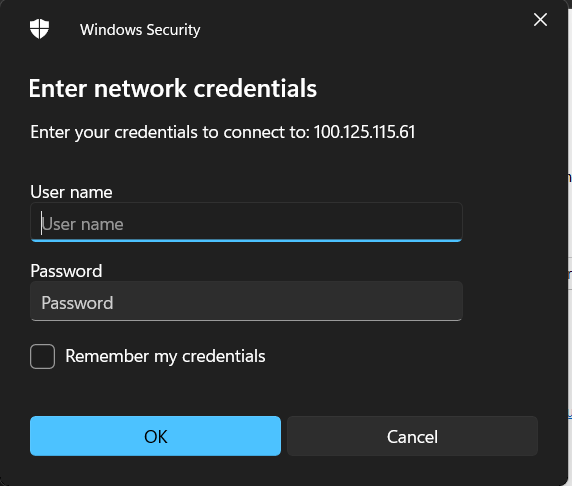 Windows Security
Enter network credentials
Enter your credentials to connect to: 100.125.115.61
User name
User name
Password
Password
Remember my credentials
OK
Cancel